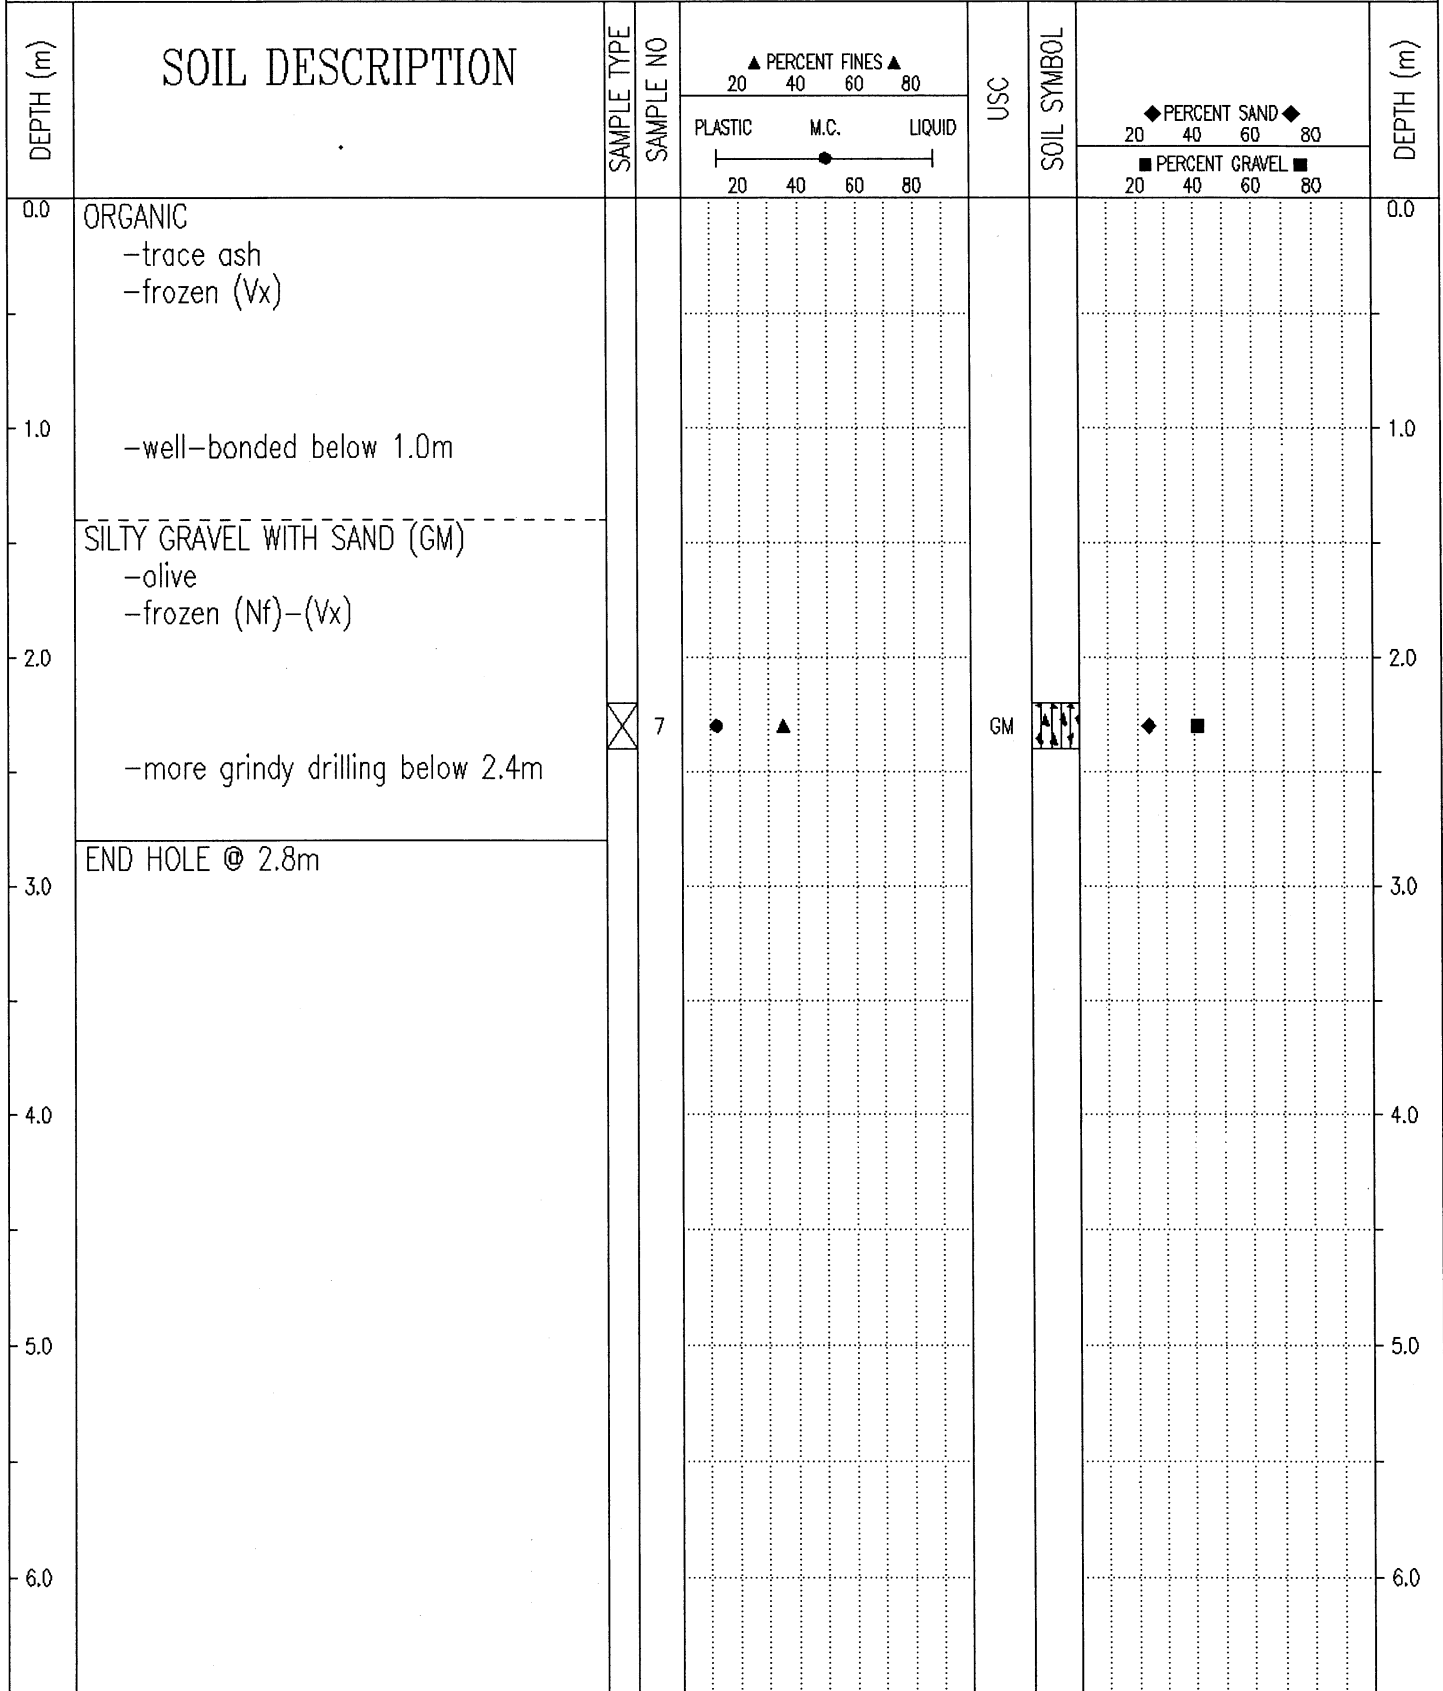 DEPTH (m)
SOIL DESCRIPTION
SAMPLE TYPE
SAMPLE NO
▲ PERCENT FINES ▲
20 40 60 80
PLASTIC M.C. LIQUID
20 40 60 80
USC
SOIL SYMBOL
◆PERCENT SAND◆
20 40 60 80
■ PERCENT GRAVEL ■
20 40 60 80
DEPTH (m)
0.0 ORGANIC 0.0
-trace ash
-frozen (Vx)
1.0 1.0
-well-bonded below 1.0m
SILTY GRAVEL WITH SAND (GM)
-olive
-frozen (Nf)-(Vx)
2.0 2.0
7 GM
-more grindy drilling below 2.4m
END HOLE @ 2.8m
3.0 3.0
4.0 4.0
5.0 5.0
6.0 6.0